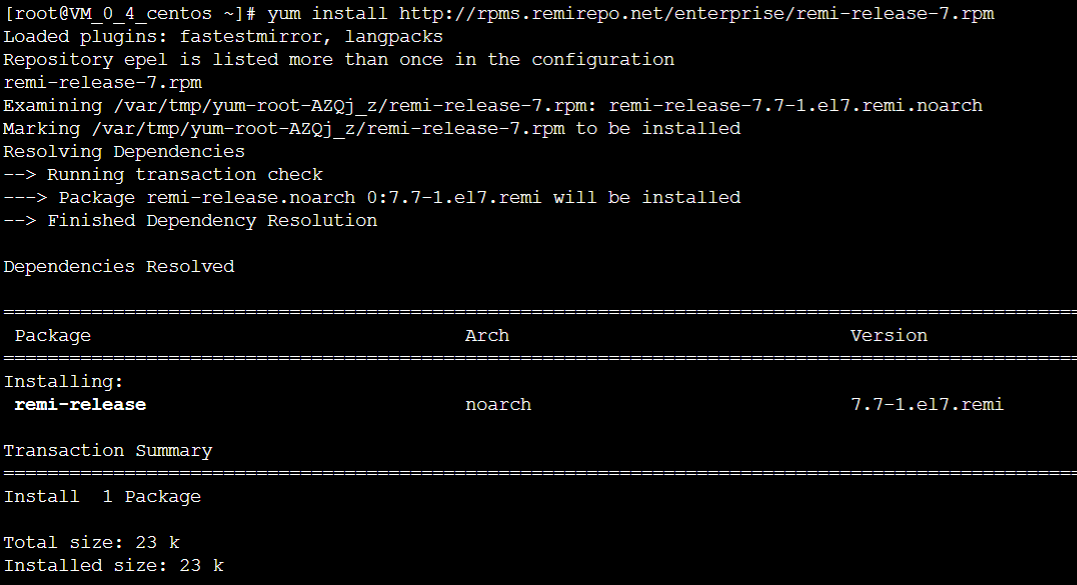 [root@VM_0_4_centos ~]# yum install http://rpms.remirepo.net/enterprise/remi-release-7.rpm
Loaded plugins: fastestmirror, langpacks
Repository epel is listed more than once in the configuration
remi-release-7.rpm
Examining /var/tmp/yum-root-AZQj_z/remi-release-7.rpm: remi-release-7.7-1.el7.remi.noarch
Marking /var/tmp/yum-root-AZQj_z/remi-release-7.rpm to be installed
Resolving Dependencies
--> Running transaction check
---> Package remi-release.noarch 0:7.7-1.el7.remi will be installed
--> Finished Dependency Resolution
Dependencies Resolved
================================================================================
Package Arch Version
================================================================================
Installing:
remi-release noarch 7.7-1.el7.remi
Transaction Summary
================================================================================
Install  1 Package
Total size: 23 k
Installed size: 23 k